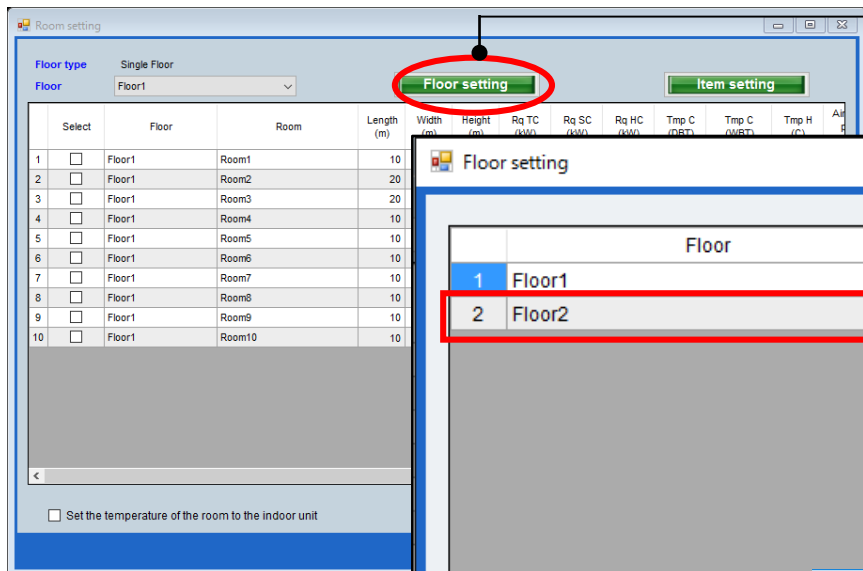 Room setting
Floor type Single Floor
Floor Floor1 Floor setting Item setting
Select Floor Room Length (m) Width (m) Height (m) Rq TC (kW) Rq SC (kW) Rq HC (kW) Tmp C (DBT) Tmp C (WBT) Tmp H (C)
1 Floor1 Room1 10
2 Floor1 Room2 20
3 Floor1 Room3 20
4 Floor1 Room4 10
5 Floor1 Room5 10
6 Floor1 Room6 10
7 Floor1 Room7 10
8 Floor1 Room8 10
9 Floor1 Room9 10
10 Floor1 Room10 10
Set the temperature of the room to the indoor unit
Floor setting
Floor
1 Floor1
2 Floor2